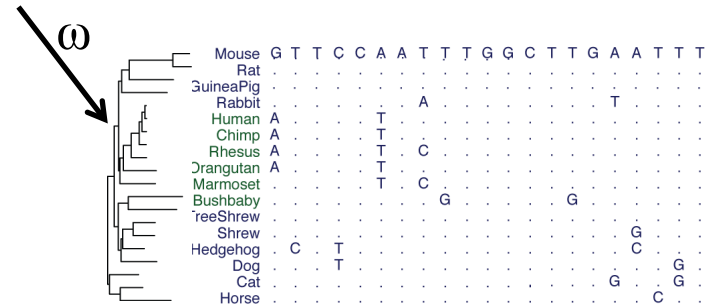 ω
Mouse G T T C C A A T T T G G C T T G A A T T T
Rat . . . . . . . . . . . . . . . . . . . . .
GuineaPig . . . . . . . . . . . . . . . . . . . . .
Rabbit . . . . . . . A . . . . . . . . T . . . .
Human A . . . . T . . . . . . . . . . . . . . .
Chimp A . . . . T . . . . . . . . . . . . . . .
Rhesus A . . . . T . C . . . . . . . . . . . . .
Orangutan A . . . . T . . . . . . . . . . . . . . .
Marmoset . . . . . T . C . . . . . . . . . . . . .
Bushbaby . . . . . . . . G . . . . . G . . . . . .
TreeShrew . . . . . . . . . . . . . . . . . . . . .
Shrew . . . . . . . . . . . . . . . . . G . . .
Hedgehog . C . T . . . . . . . . . . . . . C . . .
Dog . . . T . . . . . . . . . . . . . . . G .
Cat . . . . . . . . . . . . . . . . G . . G .
Horse . . . . . . . . . . . . . . . . . . C . .